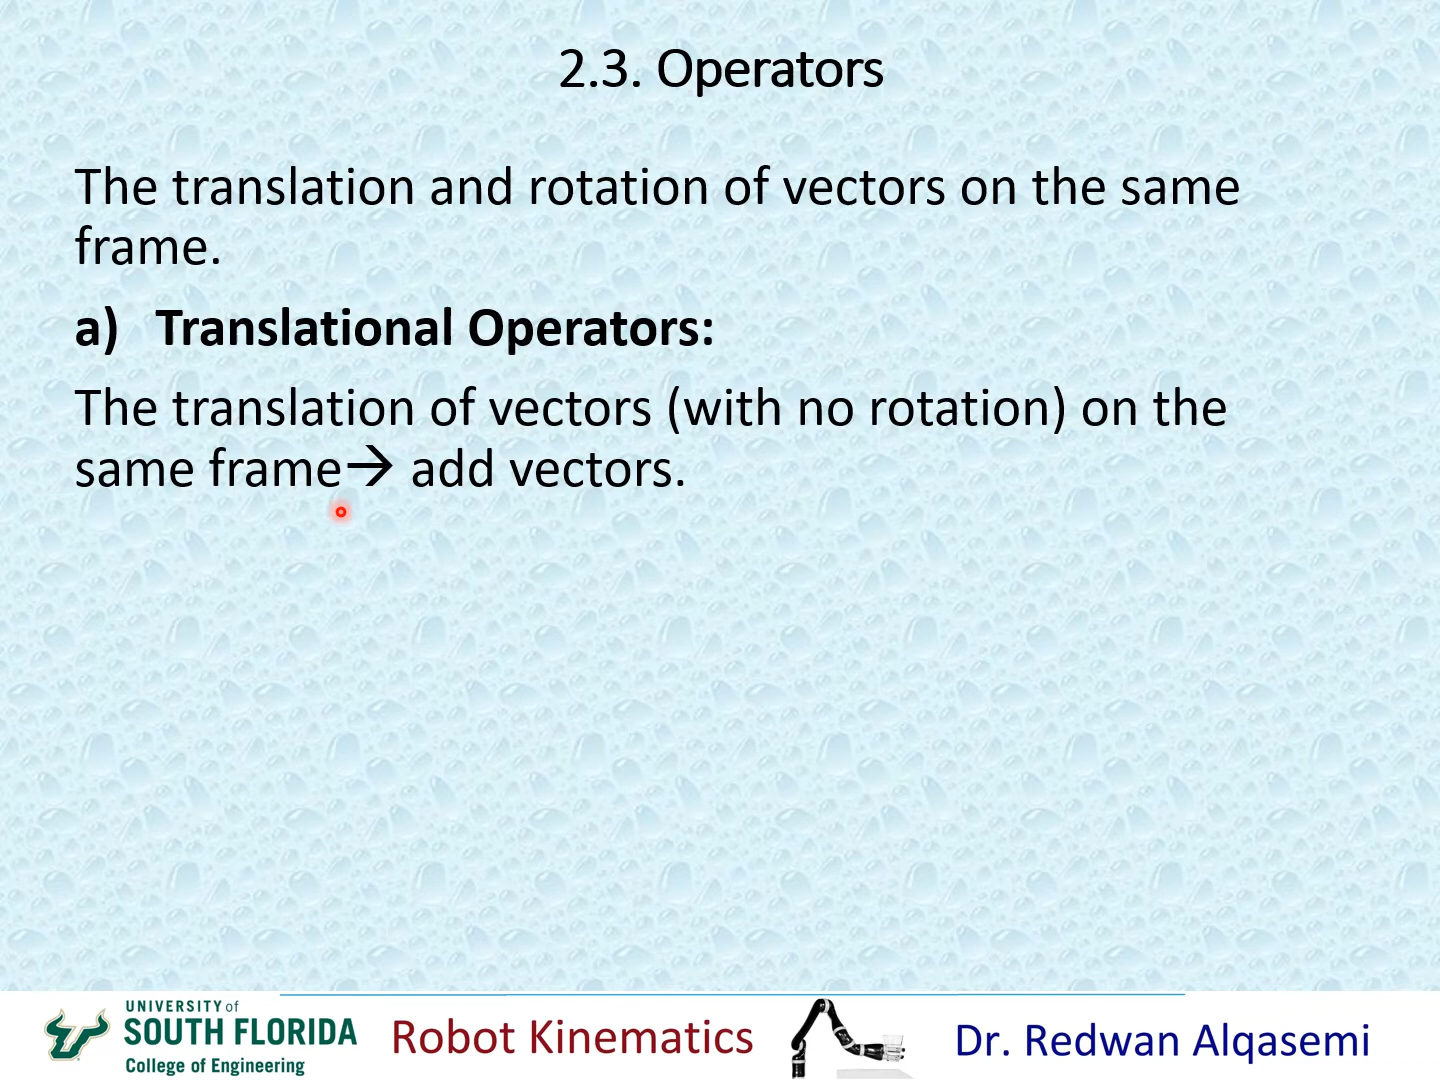 2.3. Operators
The translation and rotation of vectors on the same
frame.
a) Translational Operators:
The translation of vectors (with no rotation) on the
same frame→ add vectors.
UNIVERSITY of
SOUTH FLORIDA
College of Engineering
Robot Kinematics
Dr. Redwan Alqasemi